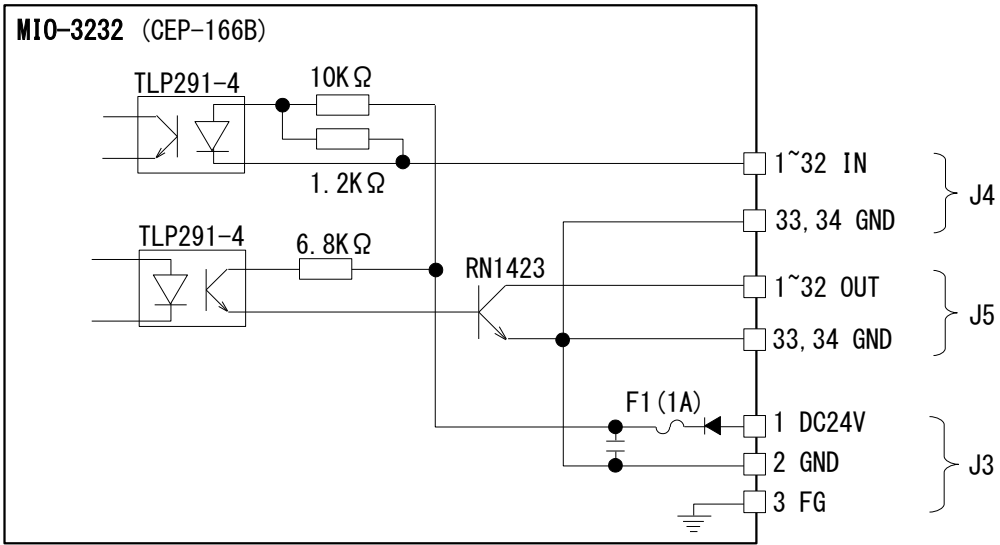 MIO-3232 (CEP-166B)
10KΩ
TLP291-4
1~32 IN
1.2KΩ
J4
33,34 GND
TLP291-4
6.8KΩ
RN1423
1~32 OUT
J5
33,34 GND
F1(1A)
1 DC24V
2 GND
J3
3 FG